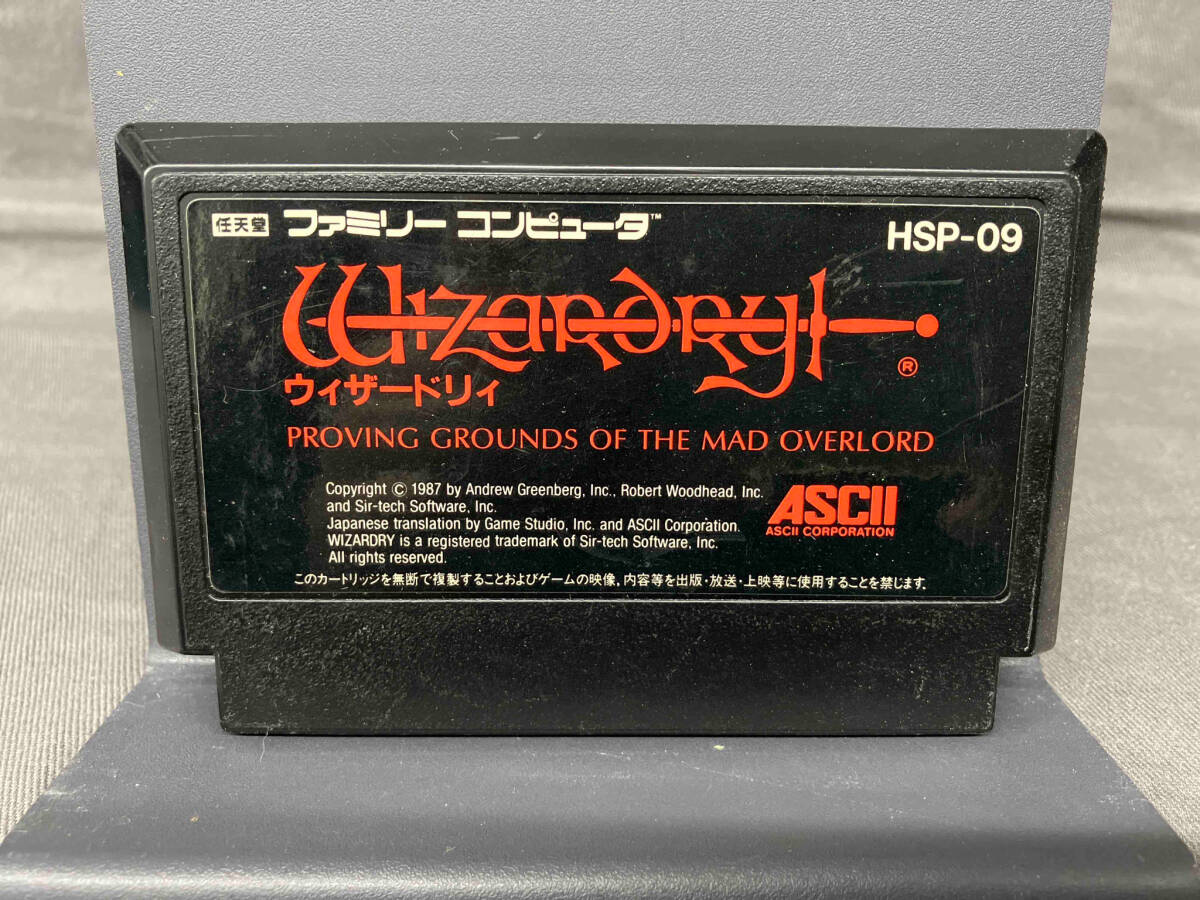 任天堂 ファミリー コンピュータ™ HSP-09
Wizardry®
ウィザードリィ
PROVING GROUNDS OF THE MAD OVERLORD
Copyright © 1987 by Andrew Greenberg, Inc., Robert Woodhead, Inc.
and Sir-tech Software, Inc.
Japanese translation by Game Studio, Inc. and ASCII Corporation.
WIZARDRY is a registered trademark of Sir-tech Software, Inc.
All rights reserved.
ASCII
ASCII CORPORATION
このカートリッジを無断で複製することおよびゲームの映像,内容等を出版・放送・上映等に使用することを禁じます。